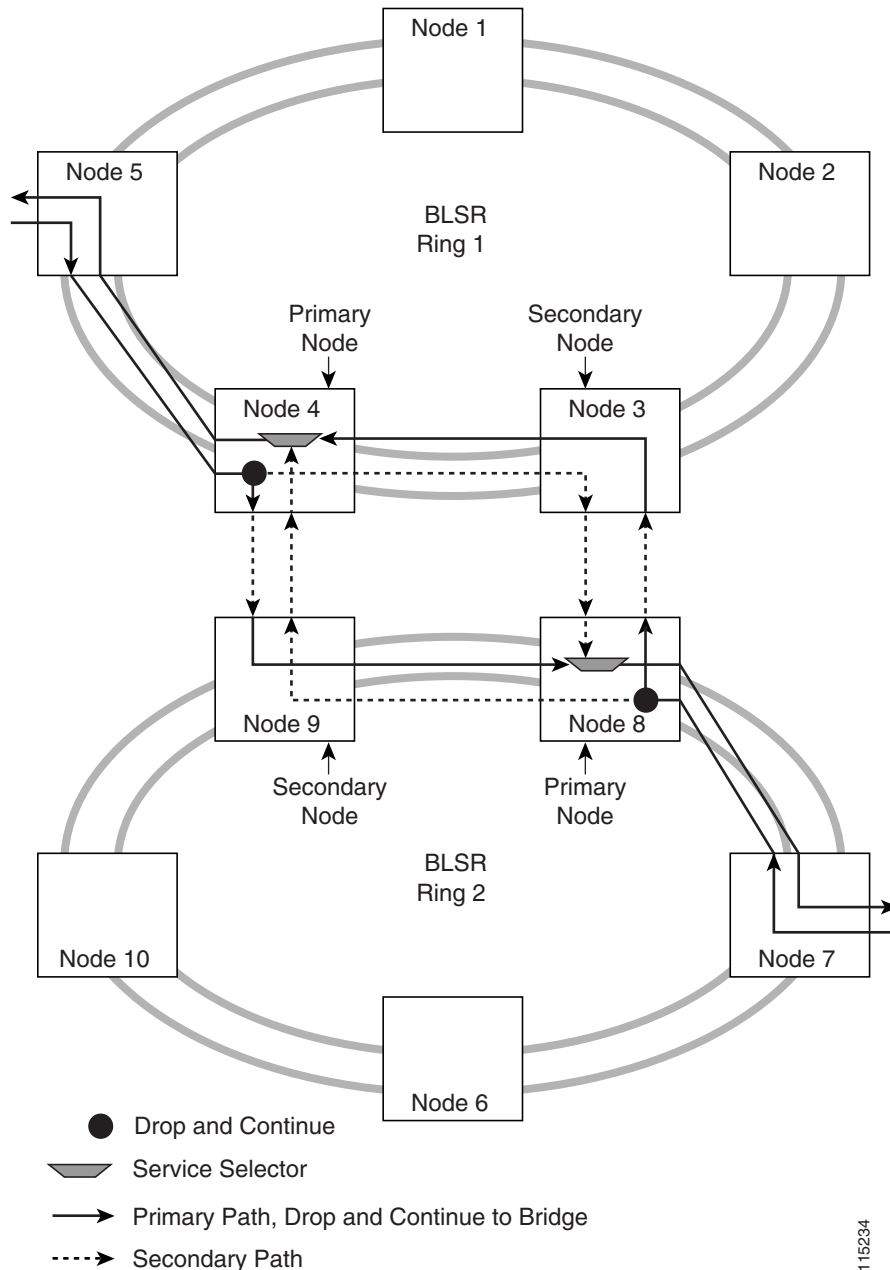 Node 1
Node 5
Node 2
BLSR
Ring 1
Primary
Node
Secondary
Node
Node 4
Node 3
Node 9
Node 8
Secondary
Node
Primary
Node
BLSR
Ring 2
Node 10
Node 7
Node 6
Drop and Continue
Service Selector
Primary Path, Drop and Continue to Bridge
Secondary Path
115234